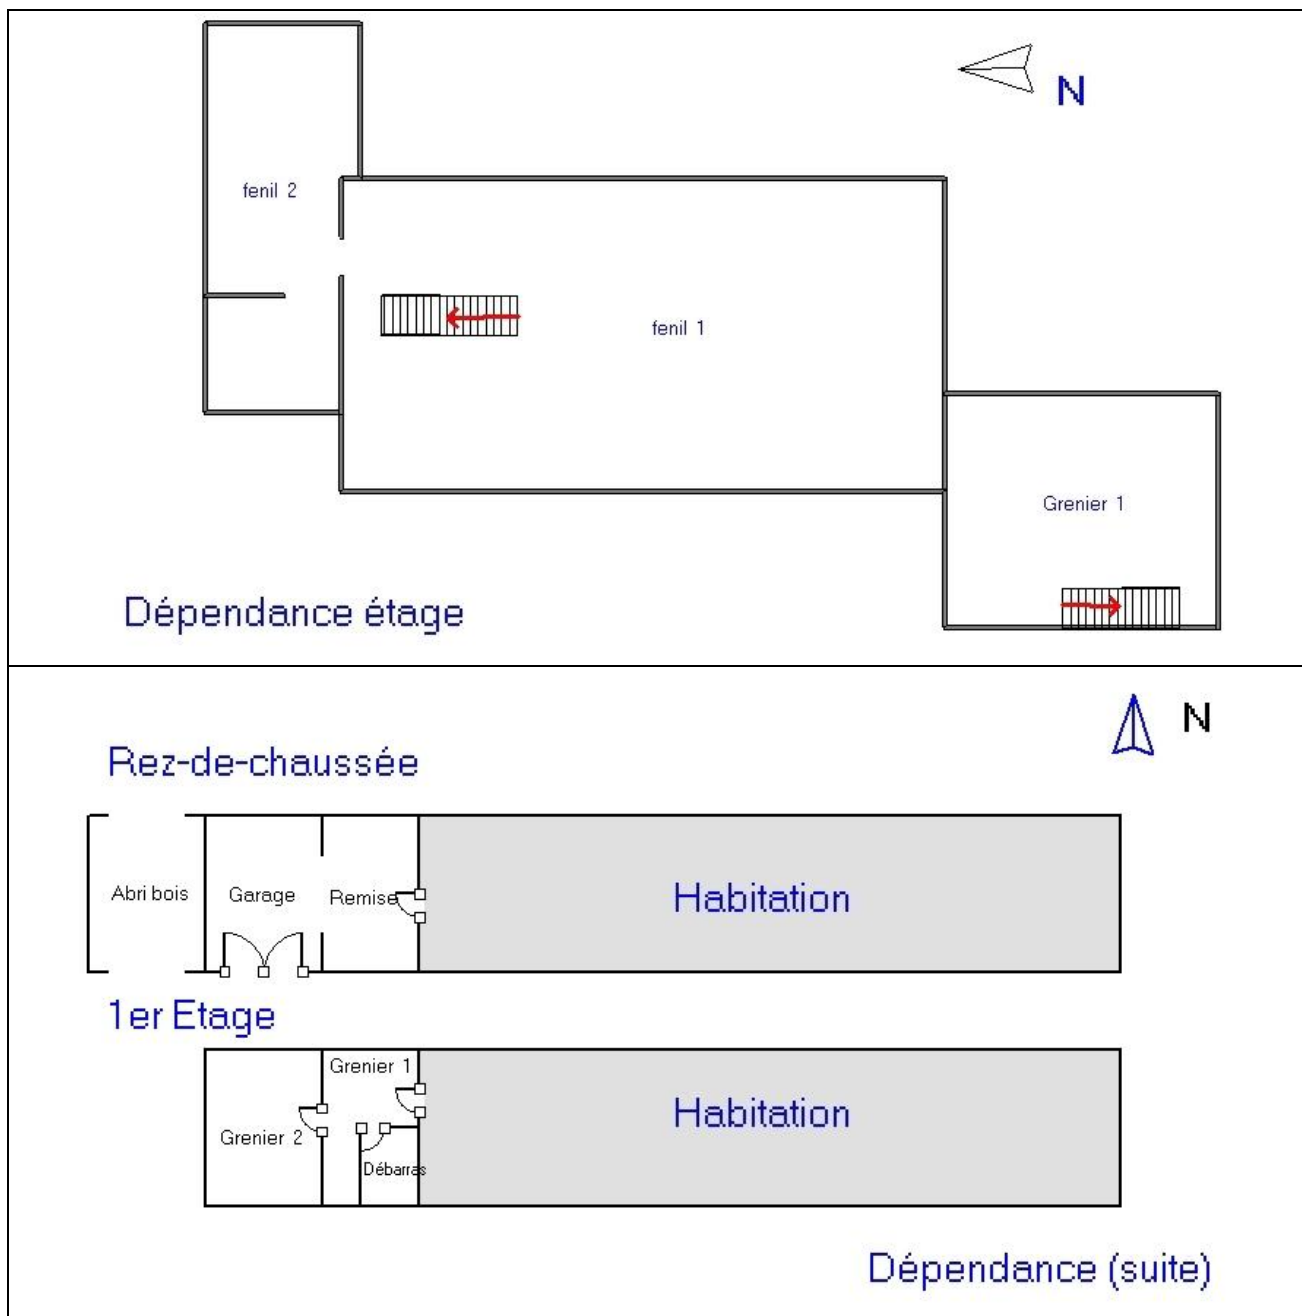 N
fenil 2
fenil 1
Grenier 1
Dépendance étage
N
Rez-de-chaussée
Abri bois
Garage
Remise
Habitation
1er Etage
Grenier 1
Habitation
Grenier 2
Débarras
Dépendance (suite)